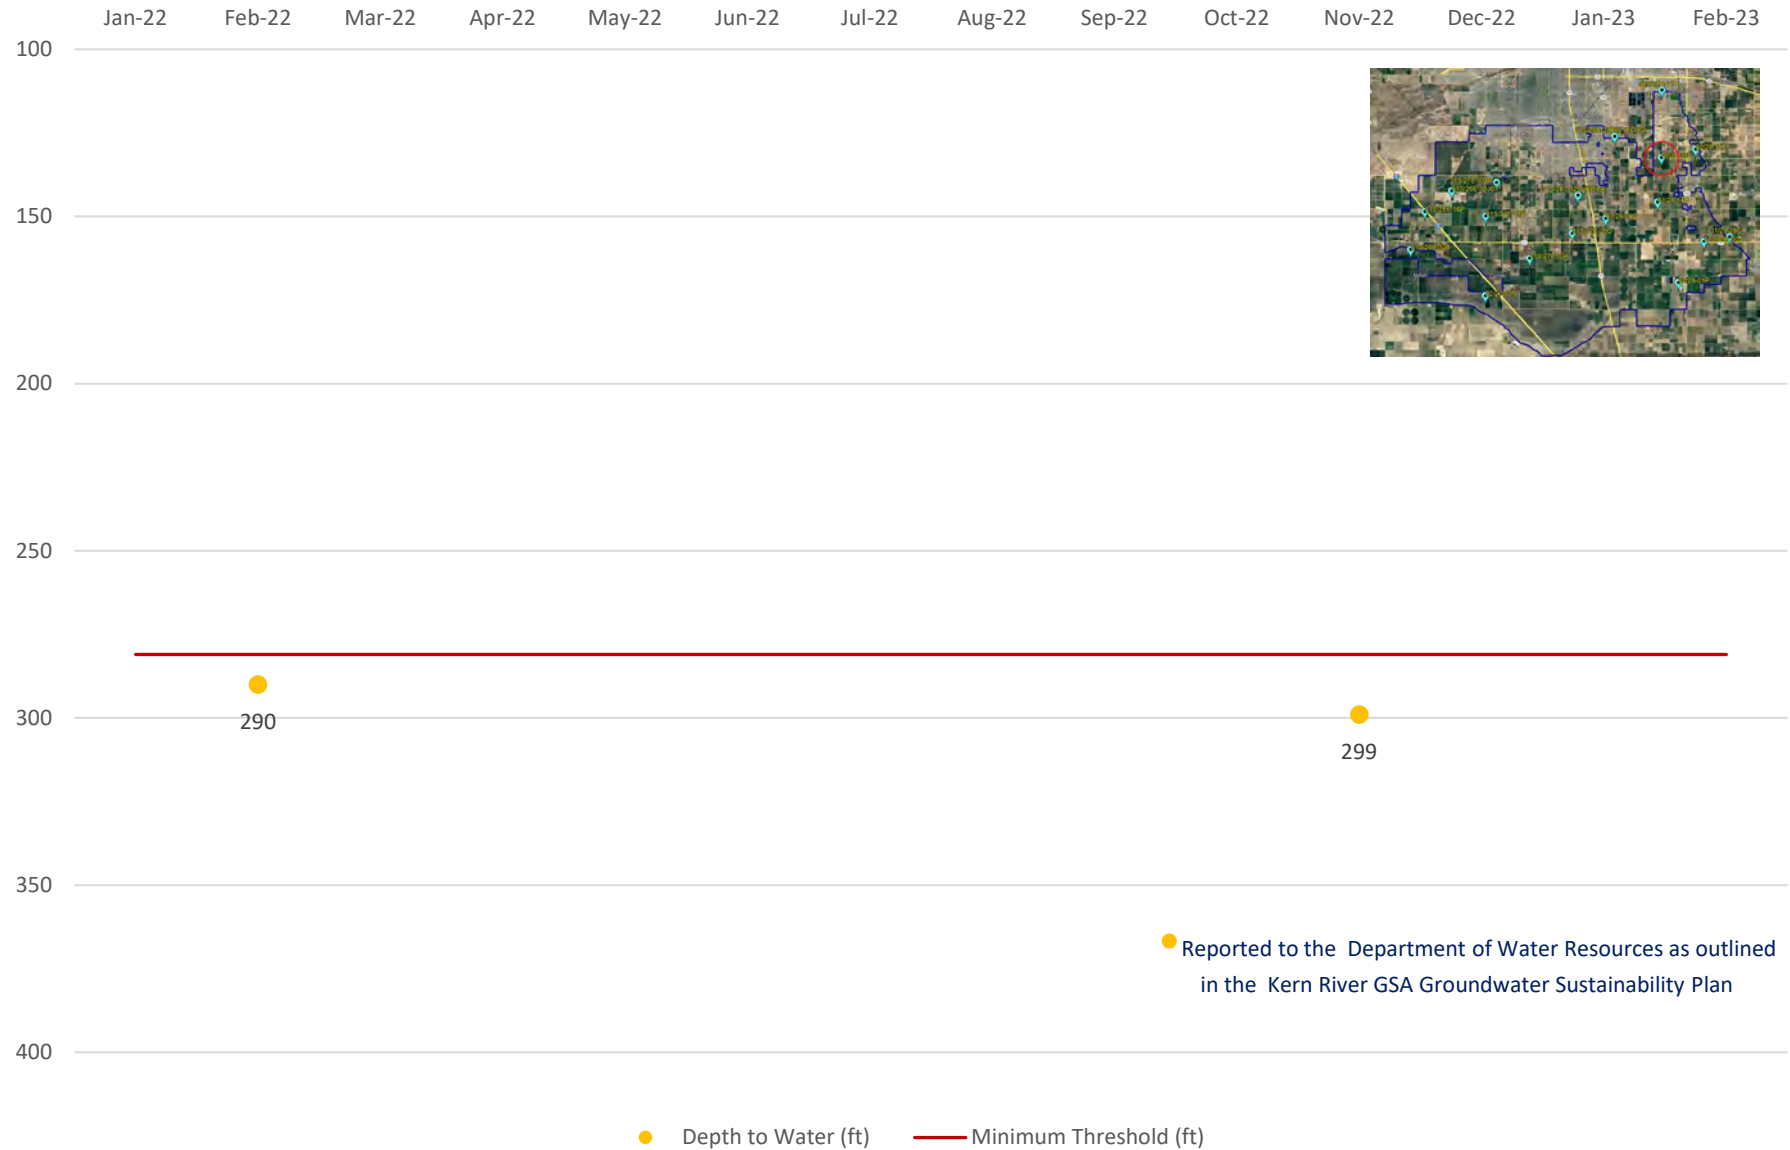 Jan-22 Feb-22 Mar-22 Apr-22 May-22 Jun-22 Jul-22 Aug-22 Sep-22 Oct-22 Nov-22 Dec-22 Jan-23 Feb-23
100
150
200
250
300
350
400
290
299
Reported to the Department of Water Resources as outlined
in the Kern River GSA Groundwater Sustainability Plan
Depth to Water (ft) Minimum Threshold (ft)